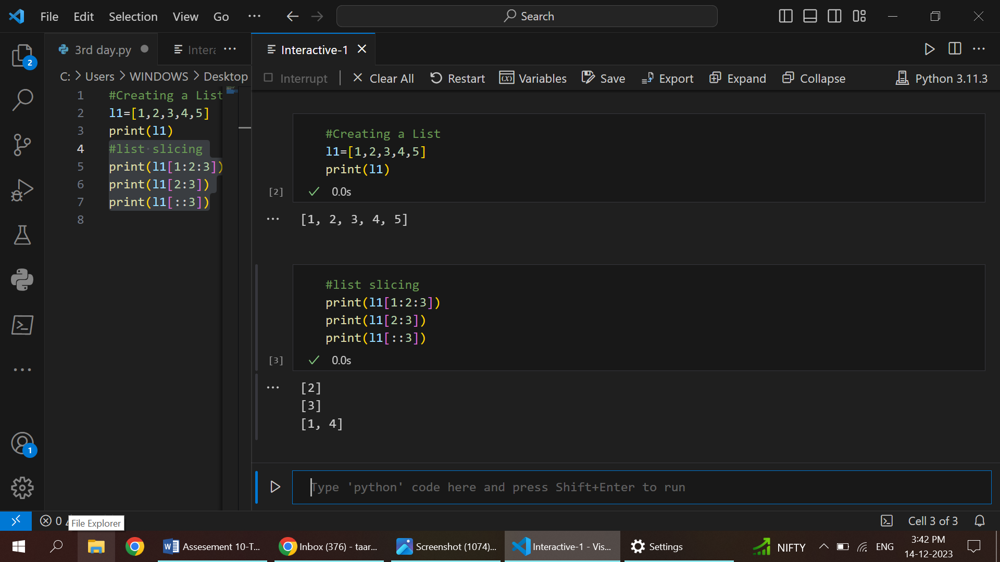 File Edit Selection View Go ··· Search
3rd day.py Intera ··· Interactive-1
C: > Users > WINDOWS > Desktop
Interrupt Clear All Restart Variables Save Export Expand Collapse Python 3.11.3
1 #Creating a List
2 l1=[1,2,3,4,5]
3 print(l1)
4 #list slicing
5 print(l1[1:2:3])
6 print(l1[2:3])
7 print(l1[::3])
8
#Creating a List
l1=[1,2,3,4,5]
print(l1)
[2] 0.0s
[1, 2, 3, 4, 5]
#list slicing
print(l1[1:2:3])
print(l1[2:3])
print(l1[::3])
[3] 0.0s
[2]
[3]
[1, 4]
Type 'python' code here and press Shift+Enter to run
2
1
0
File Explorer
Cell 3 of 3
Assesement 10-T... Inbox (376) - taar... Screenshot (1074)... Interactive-1 - Vis... Settings NIFTY ENG
3:42 PM
14-12-2023